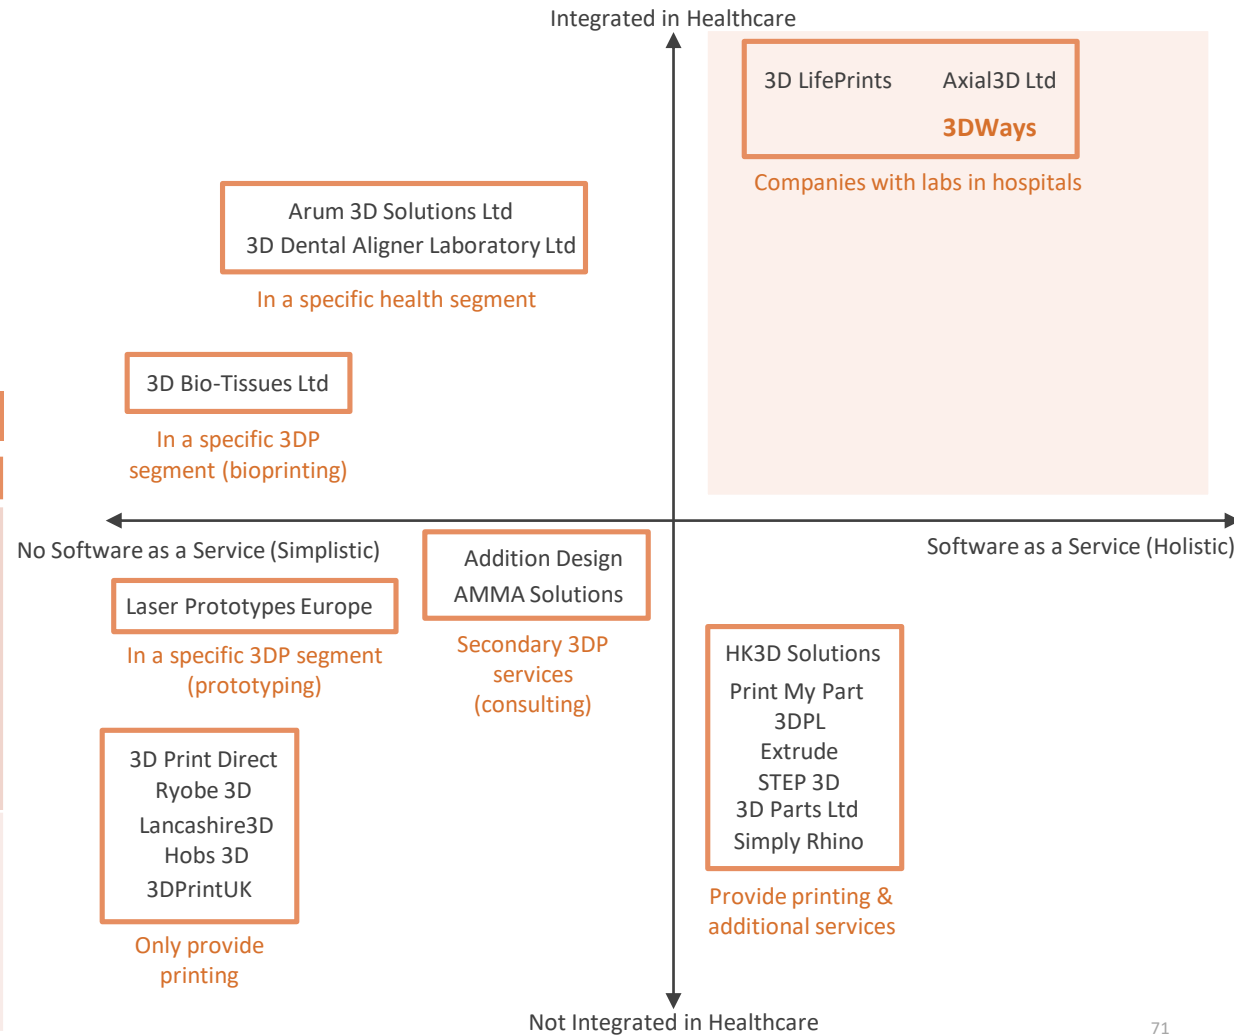 Integrated in Healthcare
3D LifePrints
Axial3D Ltd
3DWays
Companies with labs in hospitals
Arum 3D Solutions Ltd
3D Dental Aligner Laboratory Ltd
In a specific health segment
3D Bio-Tissues Ltd
In a specific 3DP
segment (bioprinting)
No Software as a Service (Simplistic)
Software as a Service (Holistic)
Addition Design
AMMA Solutions
Secondary 3DP
services
(consulting)
Laser Prototypes Europe
In a specific 3DP segment
(prototyping)
HK3D Solutions
Print My Part
3DPL
Extrude
STEP 3D
3D Parts Ltd
Simply Rhino
Provide printing &
additional services
3D Print Direct
Ryobe 3D
Lancashire3D
Hobs 3D
3DPrintUK
Only provide
printing
Not Integrated in Healthcare
71